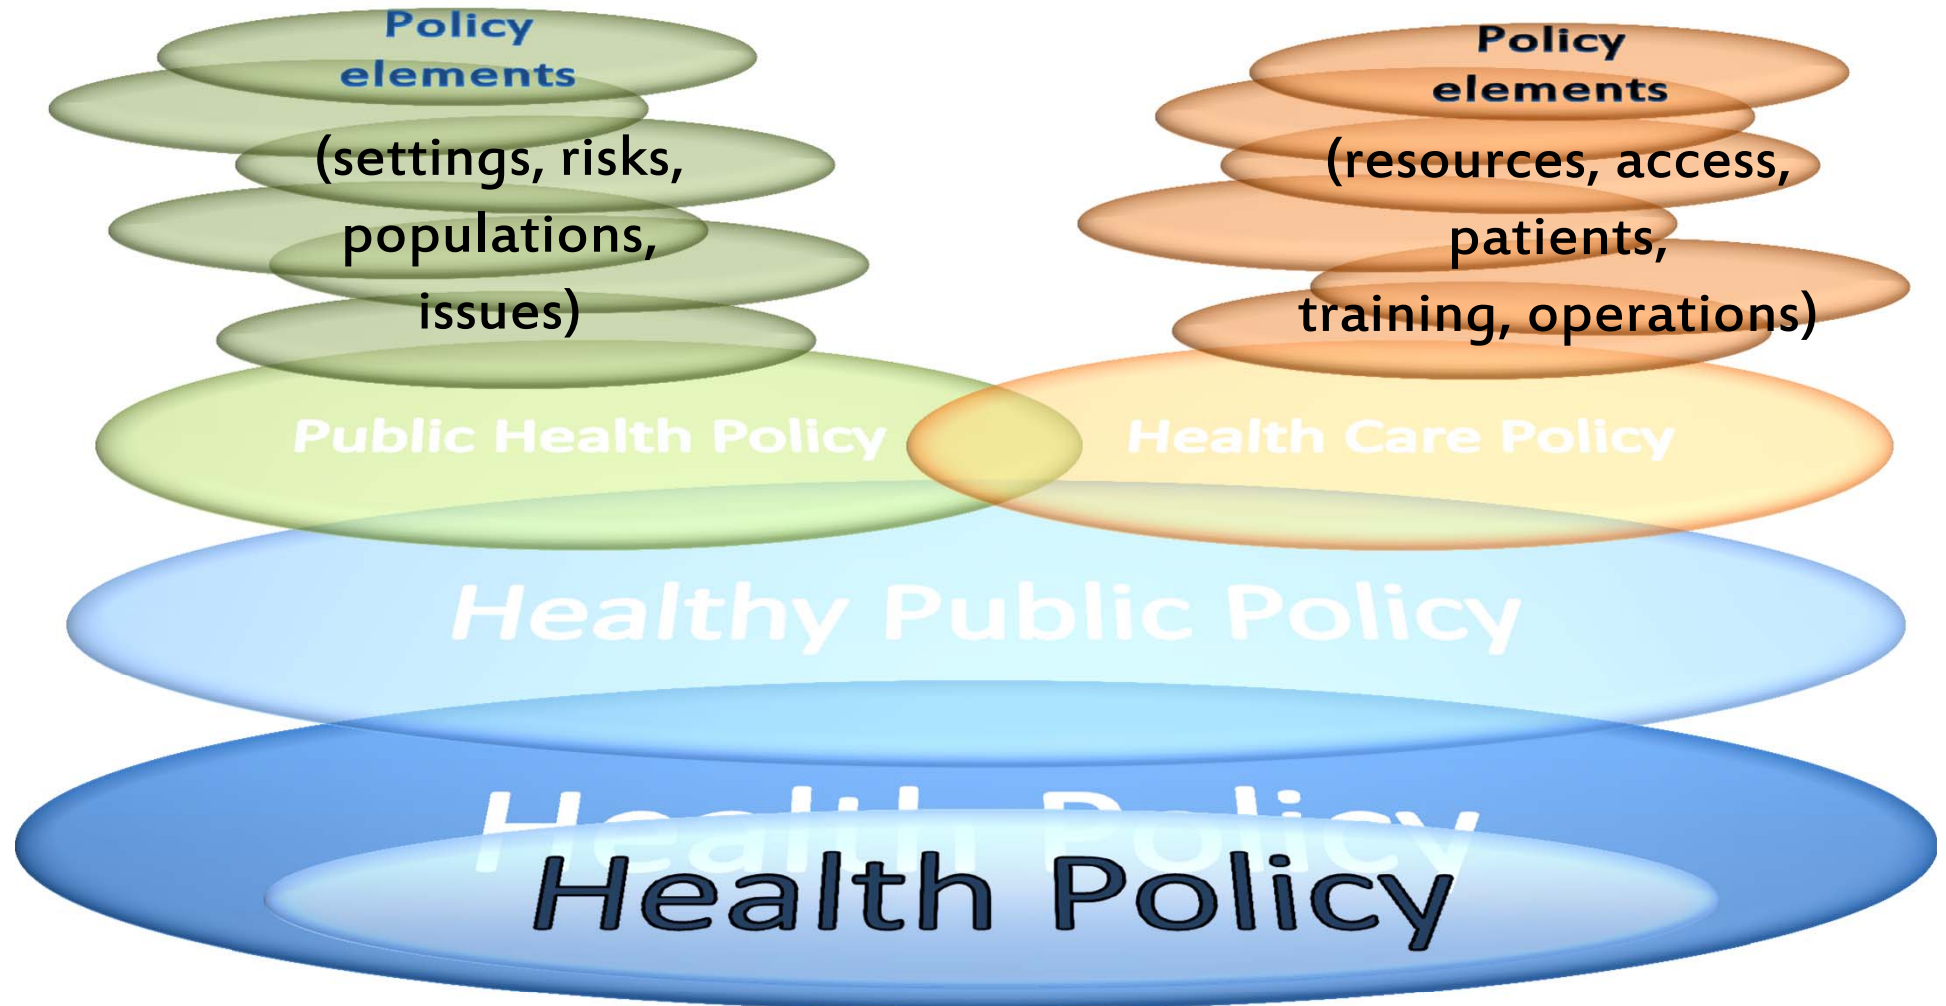 Policy
elements
(settings, risks,
populations,
issues)
Policy
elements
(resources, access,
patients,
training, operations)
Public Health Policy
Health Care Policy
Healthy Public Policy
Health Policy
Health Policy